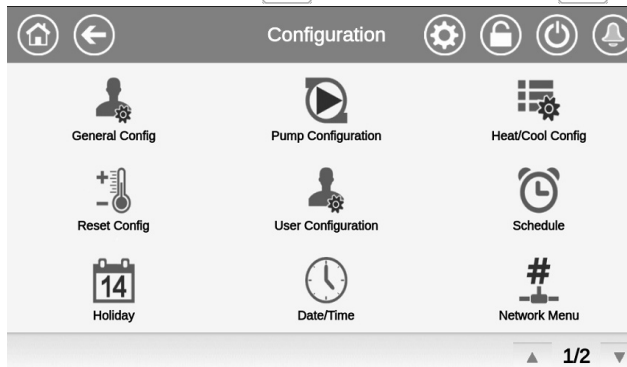 Configuration
General Config
Pump Configuration
Heat/Cool Config
Reset Config
User Configuration
Schedule
14
Holiday
Date/Time
#
Network Menu
1/2